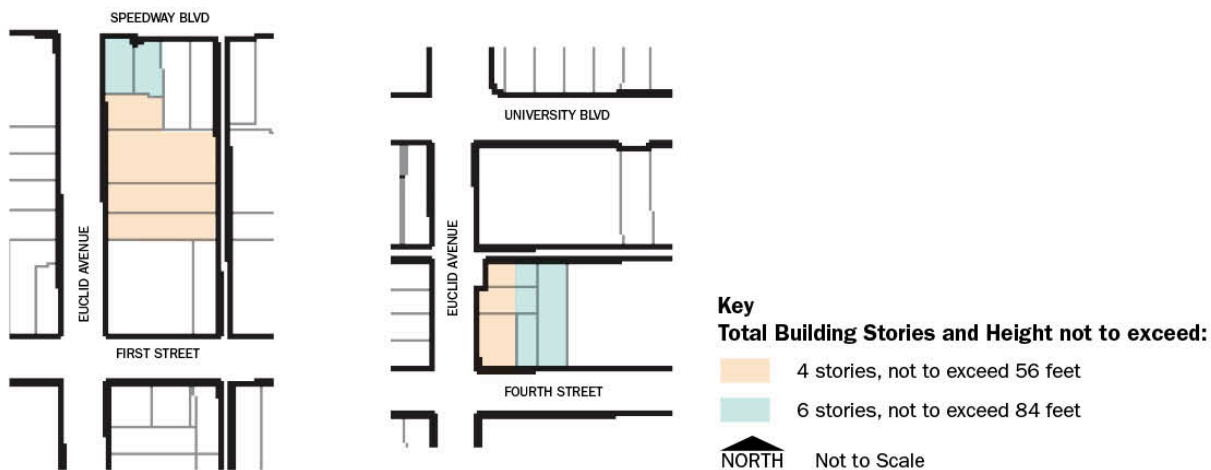 SPEEDWAY BLVD
EUCLID AVENUE
FIRST STREET
UNIVERSITY BLVD
EUCLID AVENUE
FOURTH STREET
Key
Total Building Stories and Height not to exceed:
4 stories, not to exceed 56 feet
6 stories, not to exceed 84 feet
NORTH Not to Scale